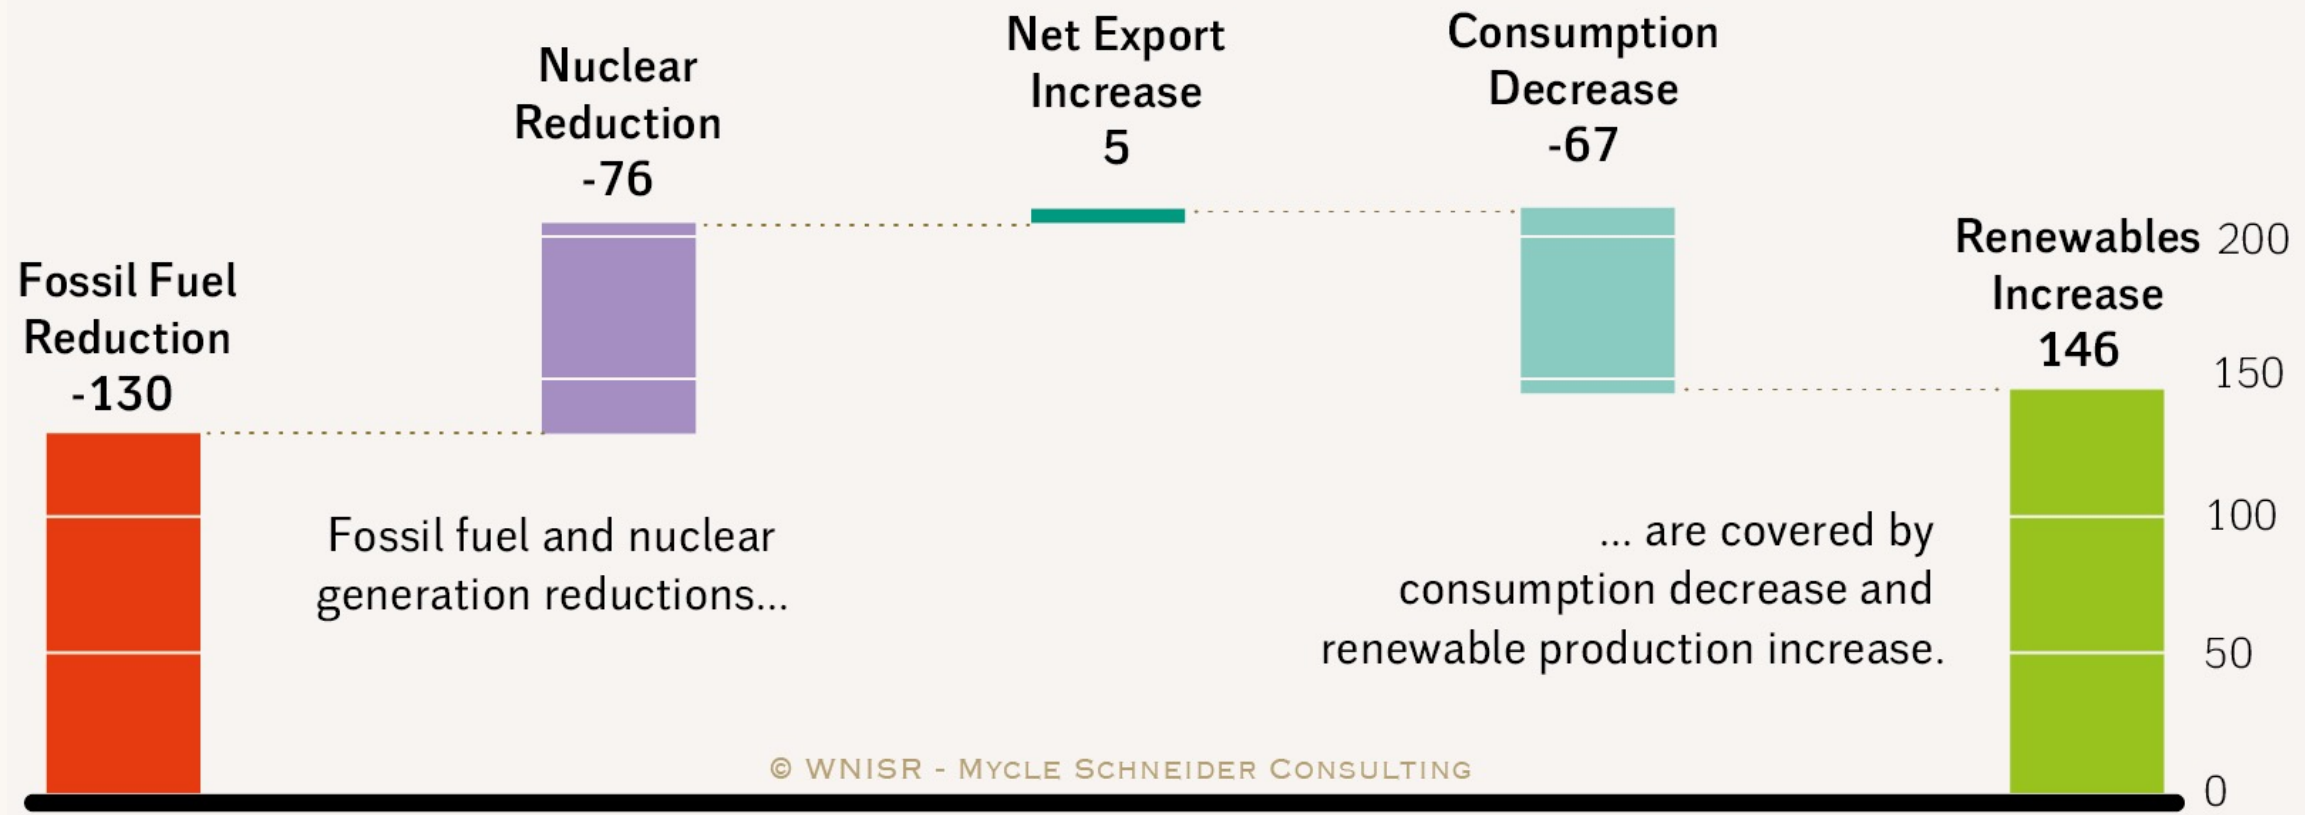 Fossil Fuel
Reduction
-130
Nuclear
Reduction
-76
Net Export
Increase
5
Consumption
Decrease
-67
Renewables
Increase
146
200
150
100
50
0
Fossil fuel and nuclear
generation reductions...
... are covered by
consumption decrease and
renewable production increase.
© WNISR - Mycle Schneider Consulting